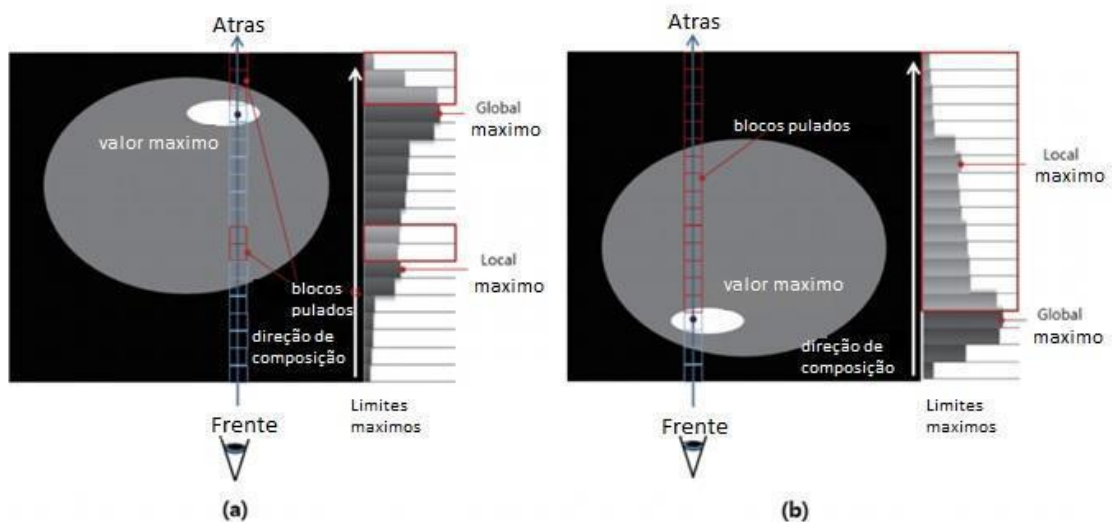 Atras
valor maximo
Global
maximo
Local
maximo
blocos
pulados
direção de
composição
Frente
Limites
maximos
(a)
Atras
blocos pulados
Local
maximo
valor maximo
Global
maximo
direção de
composição
Frente
Limites
maximos
(b)